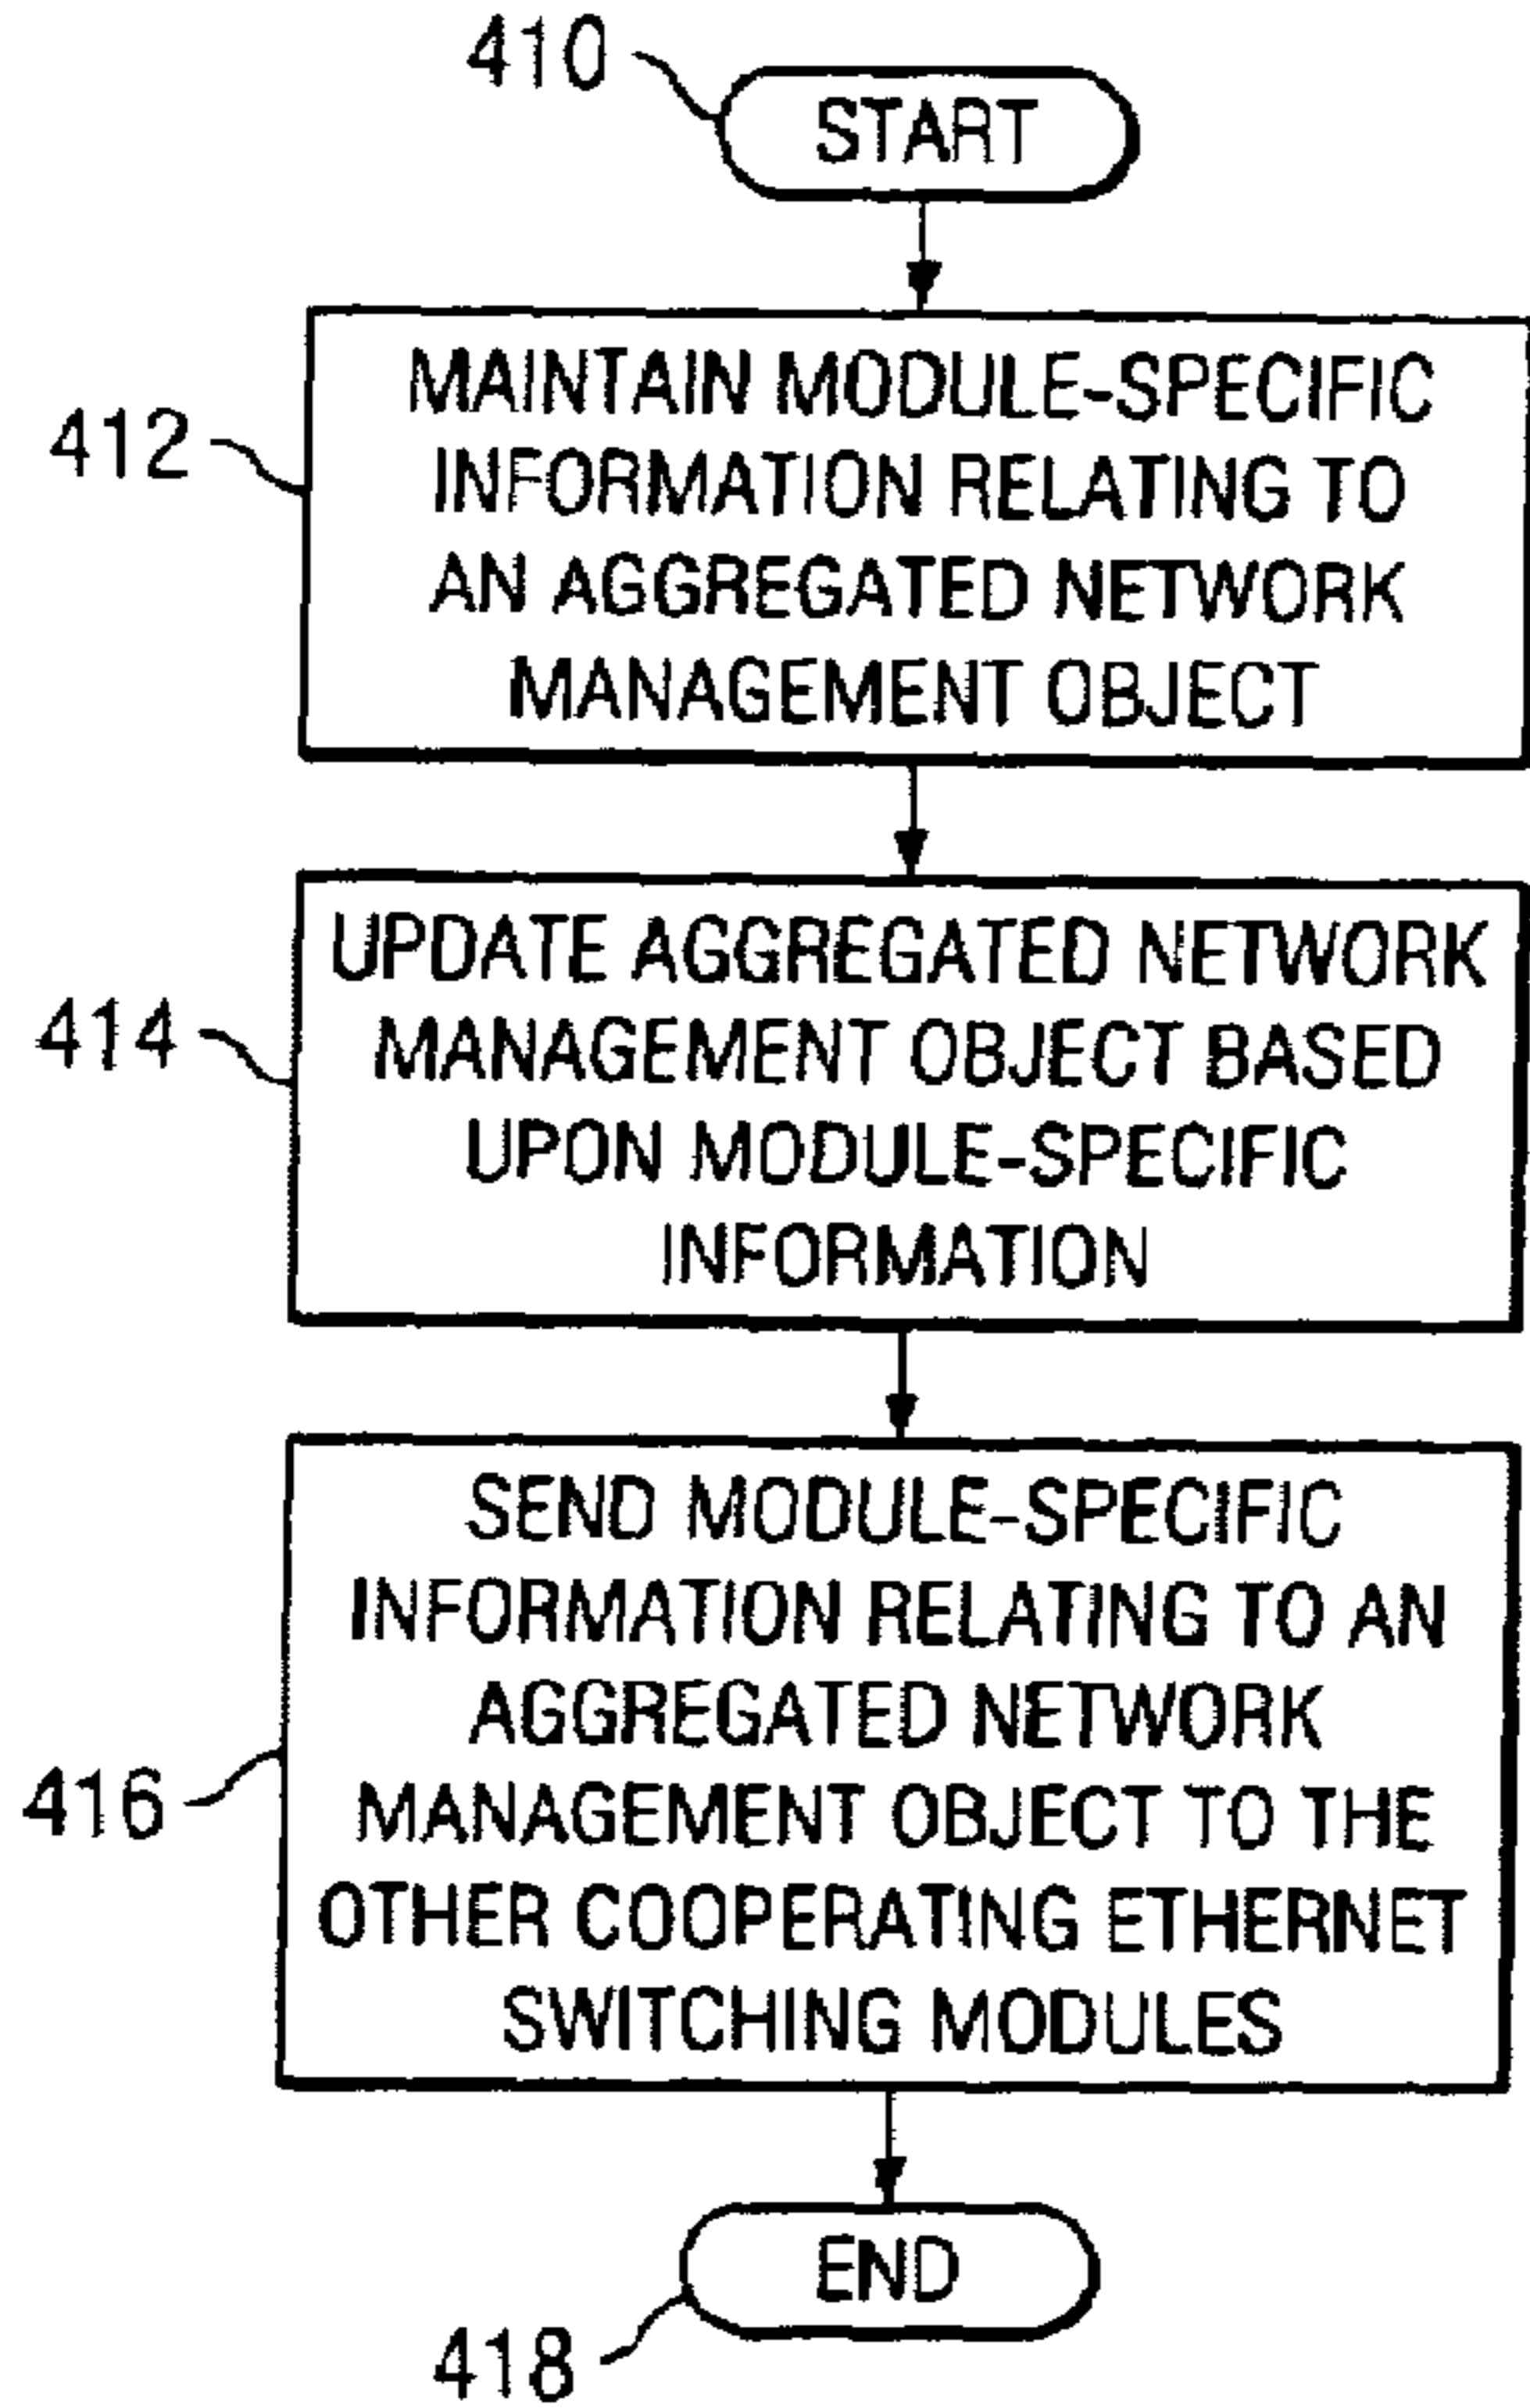 410
START
412
MAINTAIN MODULE-SPECIFIC
INFORMATION RELATING TO
AN AGGREGATED NETWORK
MANAGEMENT OBJECT
414
UPDATE AGGREGATED NETWORK
MANAGEMENT OBJECT BASED
UPON MODULE-SPECIFIC
INFORMATION
416
SEND MODULE-SPECIFIC
INFORMATION RELATING TO AN
AGGREGATED NETWORK
MANAGEMENT OBJECT TO THE
OTHER COOPERATING ETHERNET
SWITCHING MODULES
END
418